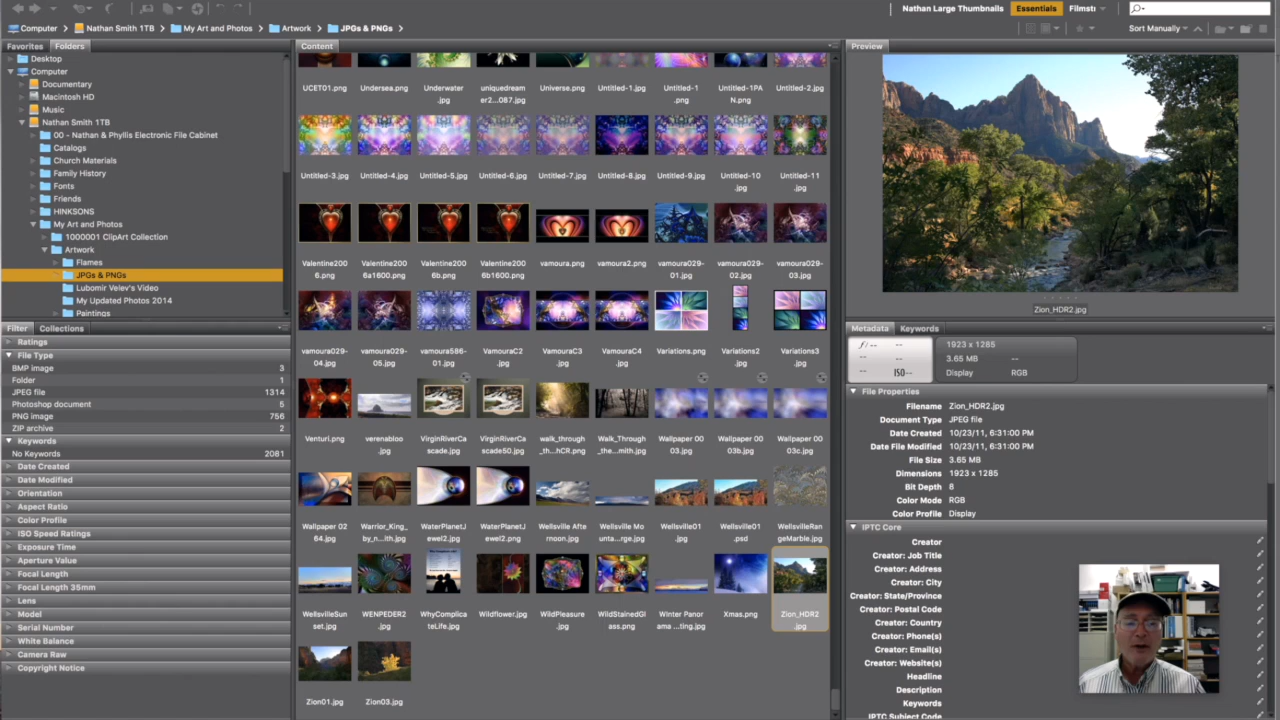 Nathan Large Thumbnails Essentials Filmstr
Computer Nathan Smith 1TB My Art and Photos Artwork JPGs & PNGs Sort Manually
Favorites Folders
Desktop
Computer
Documentary
Macintosh HD
Music
Nathan Smith 1TB
00 - Nathan & Phyllis Electronic File Cabinet
Catalogs
Church Materials
Family History
Fonts
Friends
HINKSONS
My Art and Photos
1000001 ClipArt Collection
Artwork
Flames
JPGs & PNGs
Lubomir Velev's Video
My Updated Photos 2014
Paintings
Filter Collections
Ratings
File Type
BMP image 3
Folder 1
JPEG file 1314
Photoshop document 5
PNG image 756
ZIP archive 2
Keywords
No Keywords 2081
Date Created
Date Modified
Orientation
Aspect Ratio
Color Profile
ISO Speed Ratings
Exposure Time
Aperture Value
Focal Length
Focal Length 35mm
Lens
Model
Serial Number
White Balance
Camera Raw
Copyright Notice
Content
UCET01.png Undersea.png Underwater uniquedream Universe.png Untitled-1.jpg Untitled-1 Untitled-1PA Untitled-2.jpg
.jpg er2...087.jpg .png N.png
Untitled-3.jpg Untitled-4.jpg Untitled-5.jpg Untitled-6.jpg Untitled-7.jpg Untitled-8.jpg Untitled-9.jpg Untitled-10 Untitled-11
.jpg .jpg
Valentine200 Valentine200 Valentine200 Valentine200 vamoura.png vamoura2.png vamoura029- vamoura029- vamoura029-
6.png 6a1600.png 6b.png 6b1600.png 01.jpg 02.jpg 03.jpg
vamoura029- vamoura029- vamoura586- VamouraC2 VamouraC3 VamouraC4 Variations.png Variations2 Variations3
04.jpg 05.jpg 01.jpg .jpg .jpg .jpg .jpg .jpg
Venturi.png verenabloo VirginRiverCa VirginRiverCa walk_through Walk_Through Wallpaper 00 Wallpaper 00 Wallpaper 00
.jpg scade.jpg scade50.jpg _th...hCR.png _the...mith.jpg 03.jpg 03b.jpg 03c.jpg
Wallpaper 02 Warrior_King_ WaterPlanetJ WaterPlanetJ Wellsville Afte Wellsville Mo Wellsville01 Wellsville01 WellsvilleRan
64.jpg by_n...ith.jpg ewel2.jpg ewel2.png rnoon.jpg unta...rge.jpg .jpg .psd geMarble.jpg
WellsvilleSun WENPEDER2 WhyComplica Wildflower.jpg WildPleasure WildStainedGl Winter Panor Xmas.png Zion_HDR2
set.jpg .jpg teLife.jpg .jpg ass.png ama ...ting.jpg .jpg
Zion01.jpg Zion03.jpg
Preview
Zion_HDR2.jpg
Metadata Keywords
f/-- --
-- --
-- ISO--
1923 x 1285
3.65 MB --
Display RGB
File Properties
Filename Zion_HDR2.jpg
Document Type JPEG file
Date Created 10/23/11, 6:31:00 PM
Date File Modified 10/23/11, 6:31:00 PM
File Size 3.65 MB
Dimensions 1923 x 1285
Bit Depth 8
Color Mode RGB
Color Profile Display
IPTC Core
Creator
Creator: Job Title
Creator: Address
Creator: City
Creator: State/Province
Creator: Postal Code
Creator: Country
Creator: Phone(s)
Creator: Email(s)
Creator: Website(s)
Headline
Description
Keywords
IPTC Subject Code